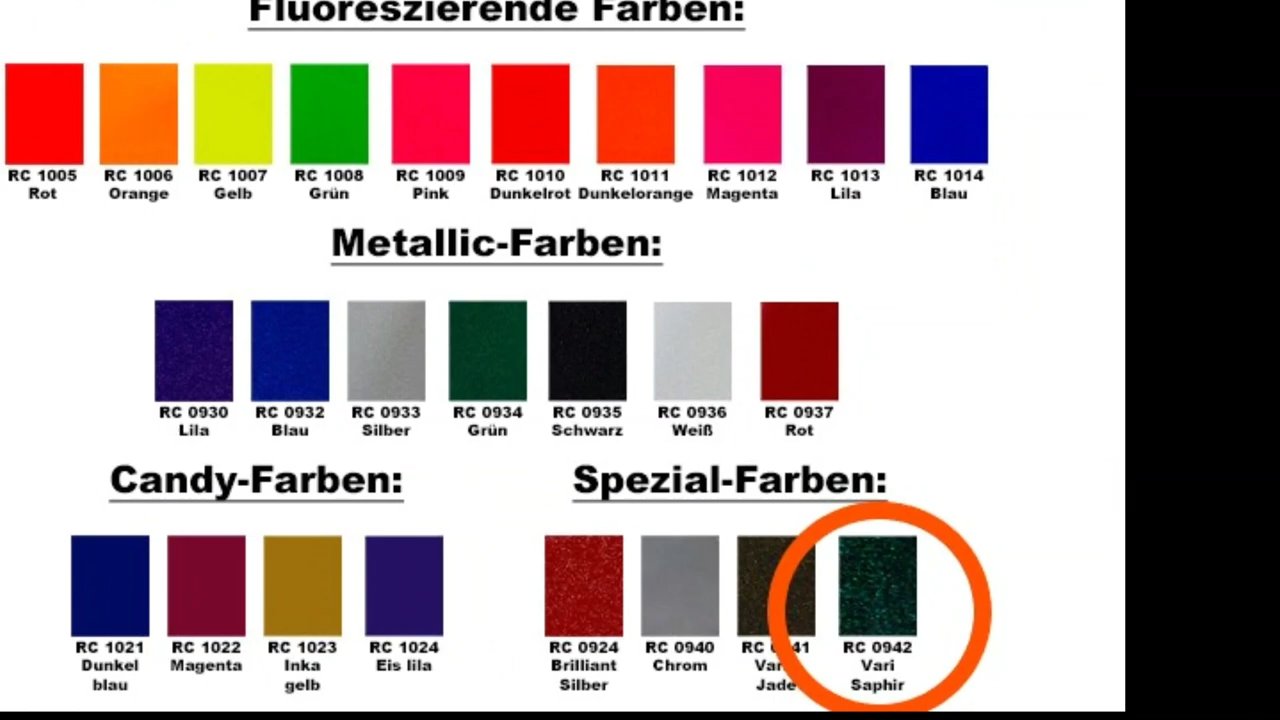 Fluoreszierende Farben:
RC 1005 RC 1006 RC 1007 RC 1008 RC 1009 RC 1010 RC 1011 RC 1012 RC 1013 RC 1014
Rot Orange Gelb Grün Pink Dunkelrot Dunkelorange Magenta Lila Blau
Metallic-Farben:
RC 0930 RC 0932 RC 0933 RC 0934 RC 0935 RC 0936 RC 0937
Lila Blau Silber Grün Schwarz Weiß Rot
Candy-Farben:
RC 1021 RC 1022 RC 1023 RC 1024
Dunkel Magenta Inka Eis lila
blau gelb
Spezial-Farben:
RC 0924 RC 0940 RC RC 0942
Brilliant Chrom Vari
Silber Jade Saphir